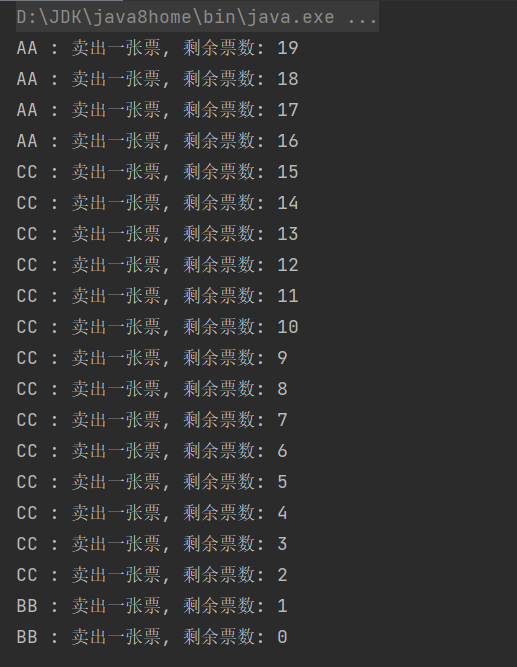 D:\JDK\java8home\bin\java.exe ...
AA : 卖出一张票, 剩余票数: 19
AA : 卖出一张票, 剩余票数: 18
AA : 卖出一张票, 剩余票数: 17
AA : 卖出一张票, 剩余票数: 16
CC : 卖出一张票, 剩余票数: 15
CC : 卖出一张票, 剩余票数: 14
CC : 卖出一张票, 剩余票数: 13
CC : 卖出一张票, 剩余票数: 12
CC : 卖出一张票, 剩余票数: 11
CC : 卖出一张票, 剩余票数: 10
CC : 卖出一张票, 剩余票数: 9
CC : 卖出一张票, 剩余票数: 8
CC : 卖出一张票, 剩余票数: 7
CC : 卖出一张票, 剩余票数: 6
CC : 卖出一张票, 剩余票数: 5
CC : 卖出一张票, 剩余票数: 4
CC : 卖出一张票, 剩余票数: 3
CC : 卖出一张票, 剩余票数: 2
BB : 卖出一张票, 剩余票数: 1
BB : 卖出一张票, 剩余票数: 0